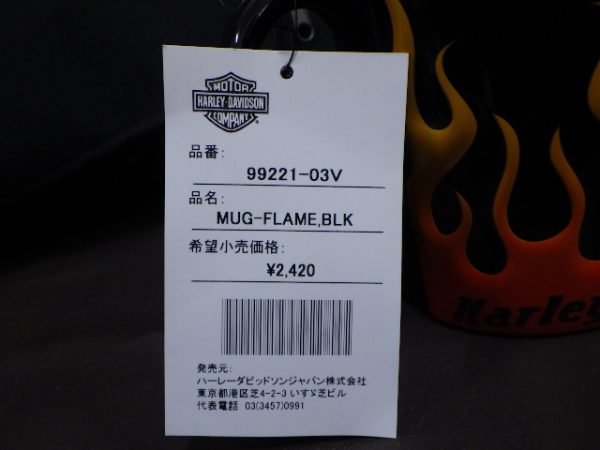 MOTOR
HARLEY-DAVIDSON
COMPANY
品番:
99221-03V
品名:
MUG-FLAME,BLK
希望小売価格:
¥2,420
発売元:
ハーレーダビッドソンジャパン株式会社
東京都港区芝4-2-3 いすゞ芝ビル
代表電話 03(3457)0991
Harley